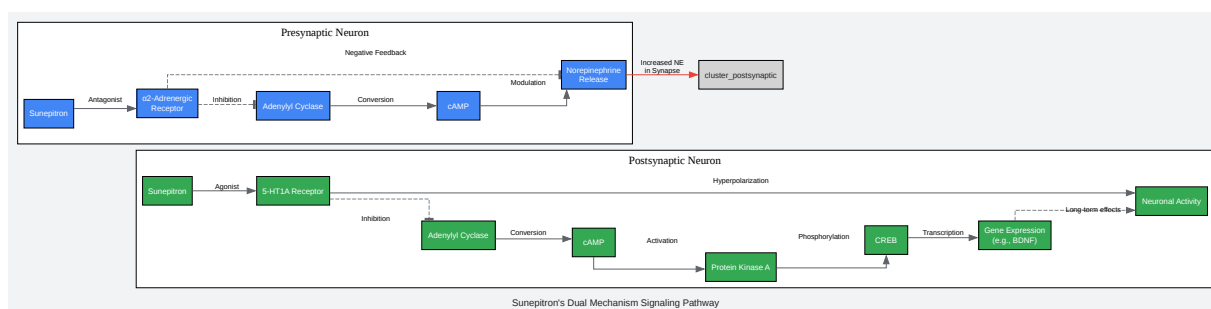 Presynaptic Neuron
Negative Feedback
Norepinephrine
Release
Increased NE
in Synapse
cluster_postsynaptic
Modulation
Sunepitron
Antagonist
α2-Adrenergic
Receptor
Inhibition
Adenylyl Cyclase
Conversion
cAMP
Postsynaptic Neuron
Sunepitron
Agonist
5-HT1A Receptor
Hyperpolarization
Neuronal Activity
Inhibition
Adenylyl Cyclase
Conversion
cAMP
Activation
Protein Kinase A
Phosphorylation
CREB
Transcription
Gene Expression
(e.g., BDNF)
Long-term effects
Sunepitron's Dual Mechanism Signaling Pathway